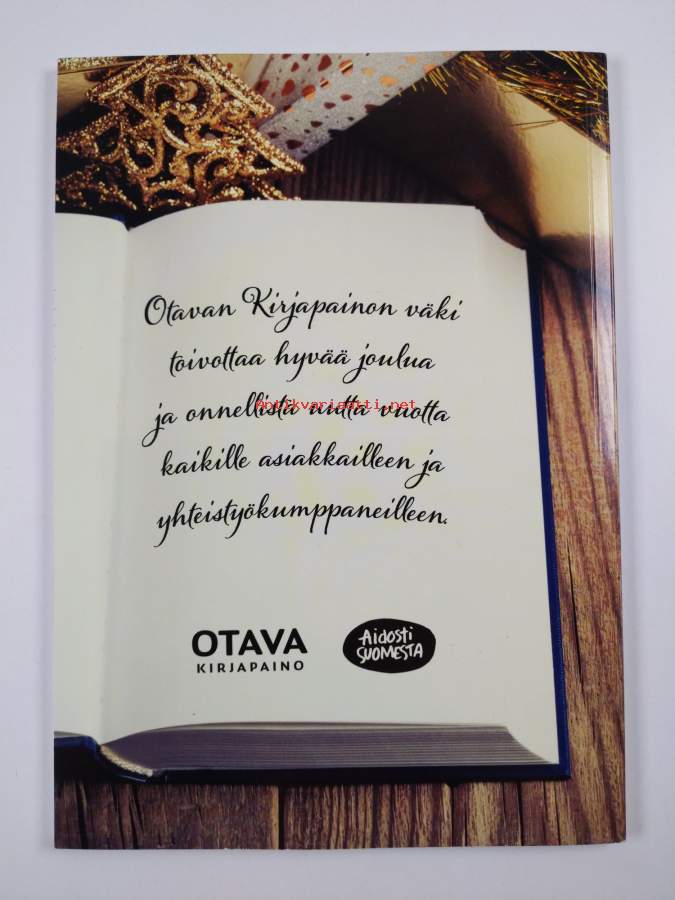 Otavan Kirjapainon väki
toivottaa hyvää joulua
ja onnellista uutta vuotta
Antikvariaatti.net
kaikille asiakkailleen ja
yhteistyökumppaneilleen.
OTAVA
KIRJAPAINO
Aidosti
SUOMESTA